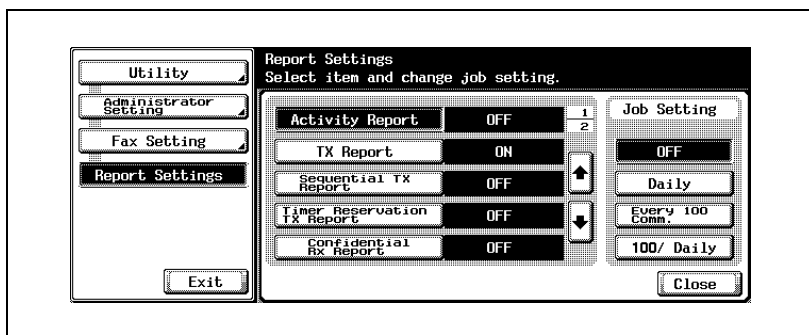 Utility
Administrator
Setting
Fax Setting
Report Settings
Exit
Report Settings
Select item and change job setting.
Activity Report OFF
TX Report ON
Sequential TX
Report OFF
Timer Reservation
TX Report OFF
Confidential
Rx Report OFF
1
2
Job Setting
OFF
Daily
Every 100
Comm.
100/ Daily
Close